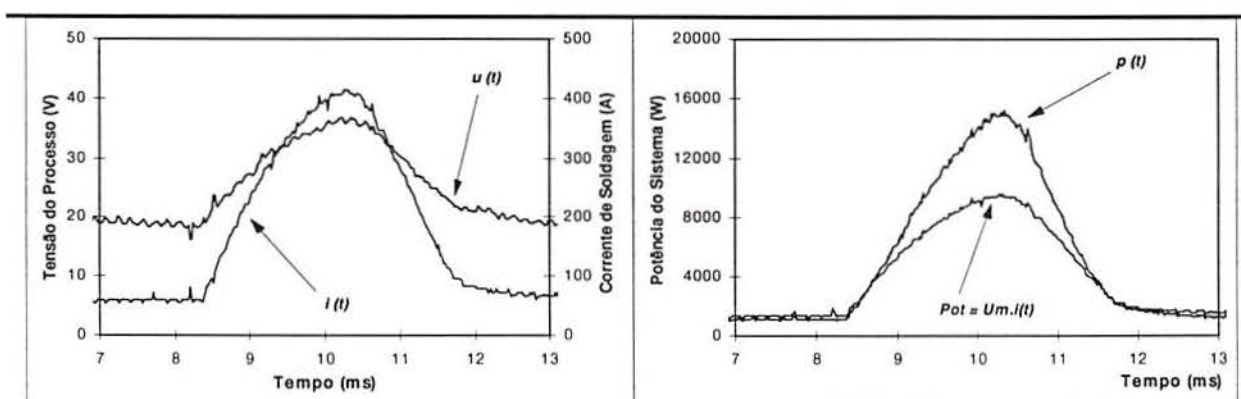 50
40
30
20
10
0
Tensão do Processo (V)
500
400
300
200
100
0
Corrente de Soldagem (A)
u (t)
i (t)
7 8 9 10 11 12 13
Tempo (ms)
20000
16000
12000
8000
4000
0
Potência do Sistema (W)
p (t)
Pot = Um.i(t)
7 8 9 10 11 12 13
Tempo (ms)